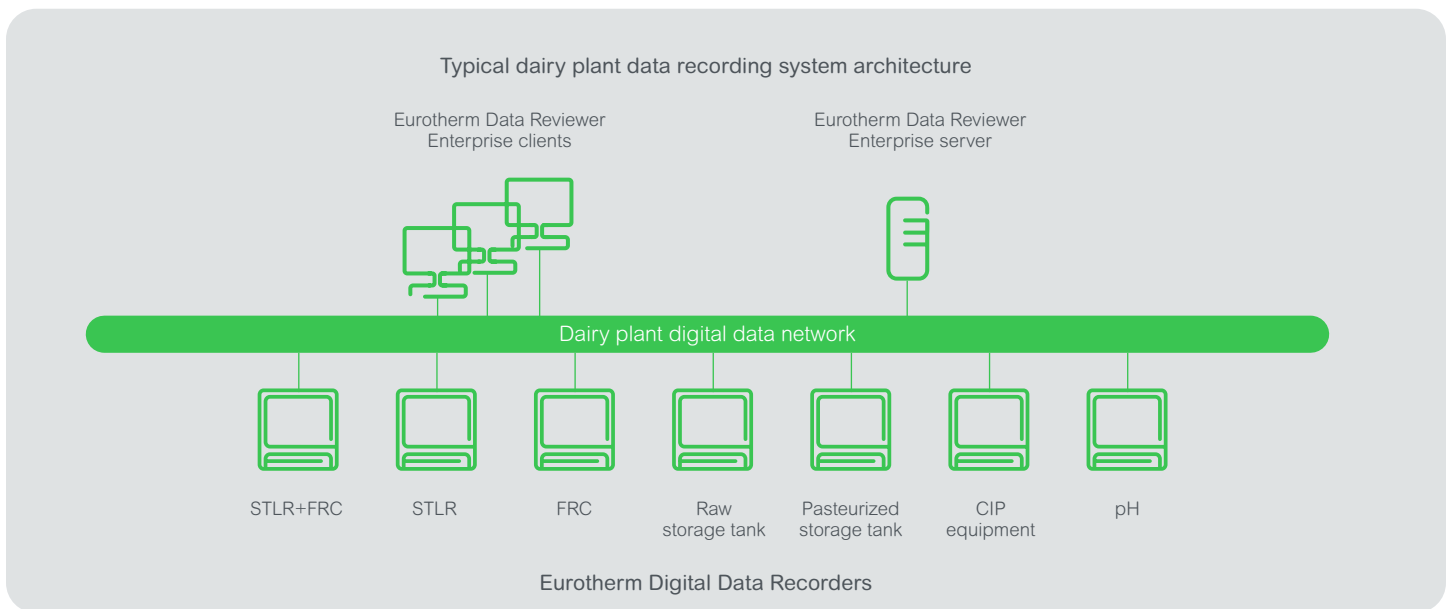 Typical dairy plant data recording system architecture
Eurotherm Data Reviewer
Enterprise clients
Eurotherm Data Reviewer
Enterprise server
Dairy plant digital data network
STLR+FRC
STLR
FRC
Raw
storage tank
Pasteurized
storage tank
CIP
equipment
pH
Eurotherm Digital Data Recorders